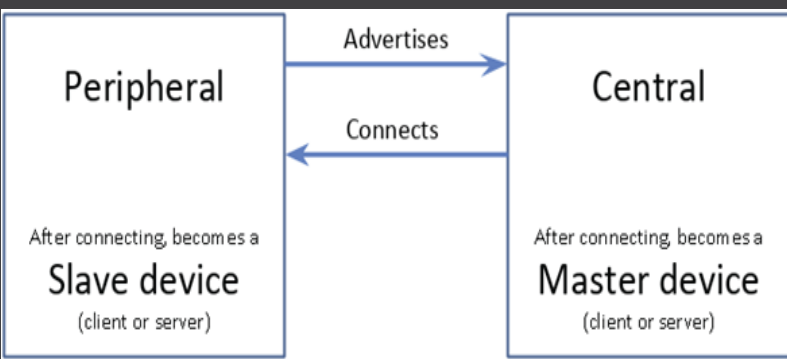 Peripheral
Advertises
Connects
Central
After connecting, becomes a
Slave device
(client or server)
After connecting, becomes a
Master device
(client or server)